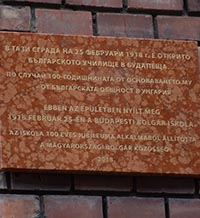 В ТАЗИ СГРАДА НА 25 ФЕВРУАРИ 1918 г. Е ОТКРИТО
БЪЛГАРСКОТО УЧИЛИЩЕ В БУДАПЕЩА
ПО СЛУЧАЙ 100-ГОДИШНИНАТА ОТ ОСНОВАВАНЕТО МУ
ОТ БЪЛГАРСКАТА ОБЩНОСТ В УНГАРИЯ
EBBEN AZ ÉPÜLETBEN NYÍLT MEG
1918. FEBRUÁR 25-ÉN A BUDAPESTI BOLGÁR ISKOLA
AZ ISKOLA 100 ÉVES JUBILEUMA ALKALMÁBÓL ÁLLÍTOTTA
A MAGYARORSZÁGI BOLGÁR KÖZÖSSÉG
2018